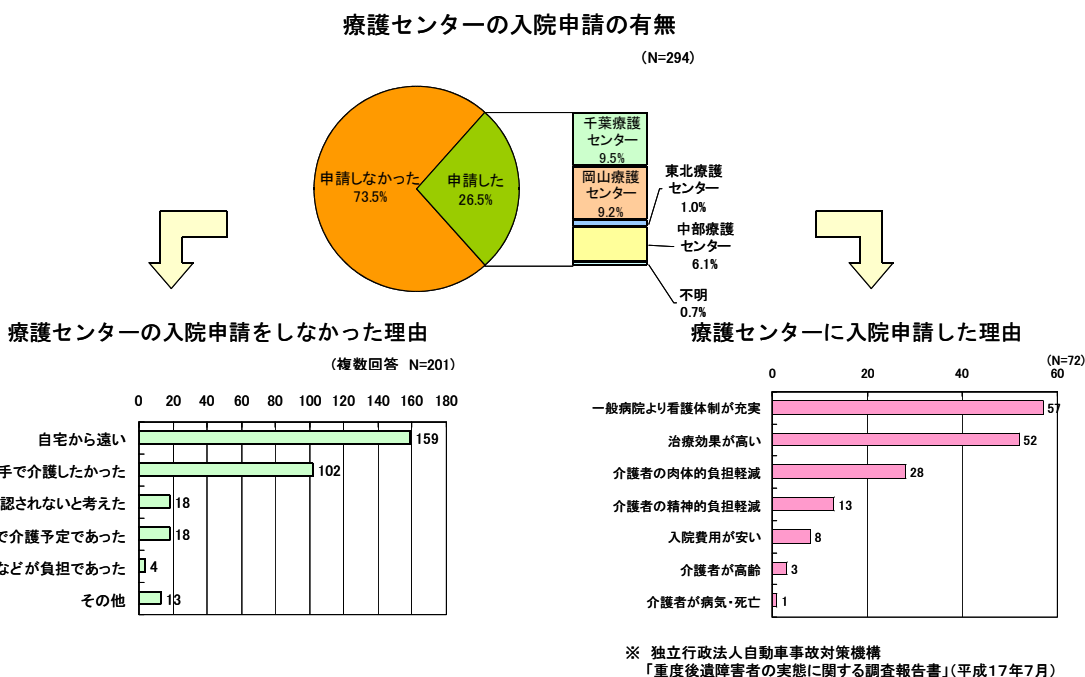 療護センターの入院申請の有無
(N=294)
申請しなかった
73.5%
申請した
26.5%
千葉療護
センター
9.5%
岡山療護
センター
9.2%
東北療護
センター
1.0%
中部療護
センター
6.1%
不明
0.7%
療護センターの入院申請をしなかった理由
(複数回答 N=201)
0 20 40 60 80 100 120 140 160 180
自宅から遠い 159
手で介護したかった 102
認されないと考えた 18
で介護予定であった 18
などが負担であった 4
その他 13
療護センターに入院申請した理由
(N=72)
0 20 40 60
一般病院より看護体制が充実 57
治療効果が高い 52
介護者の肉体的負担軽減 28
介護者の精神的負担軽減 13
入院費用が安い 8
介護者が高齢 3
介護者が病気・死亡 1
※ 独立行政法人自動車事故対策機構
「重度後遺障害者の実態に関する調査報告書」(平成17年7月)